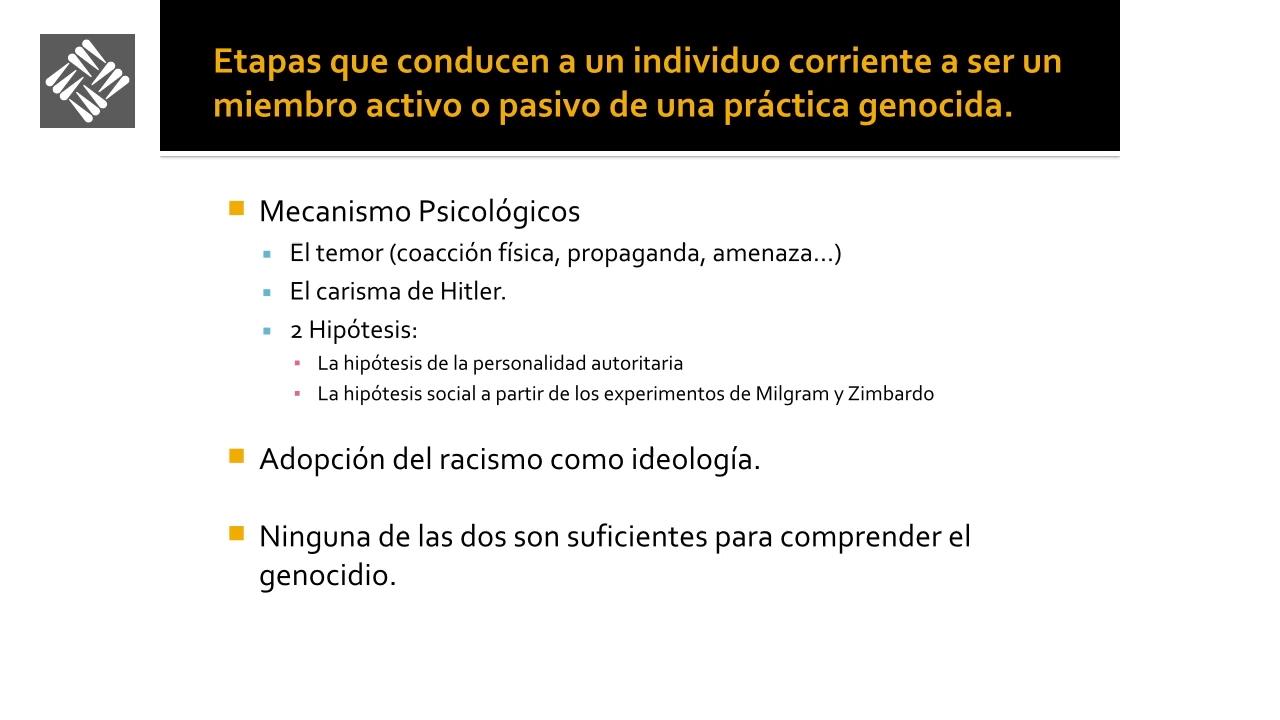 Etapas que conducen a un individuo corriente a ser un
miembro activo o pasivo de una práctica genocida.
Mecanismo Psicológicos
El temor (coacción física, propaganda, amenaza...)
El carisma de Hitler.
2 Hipótesis:
La hipótesis de la personalidad autoritaria
La hipótesis social a partir de los experimentos de Milgram y Zimbardo
Adopción del racismo como ideología.
Ninguna de las dos son suficientes para comprender el
genocidio.